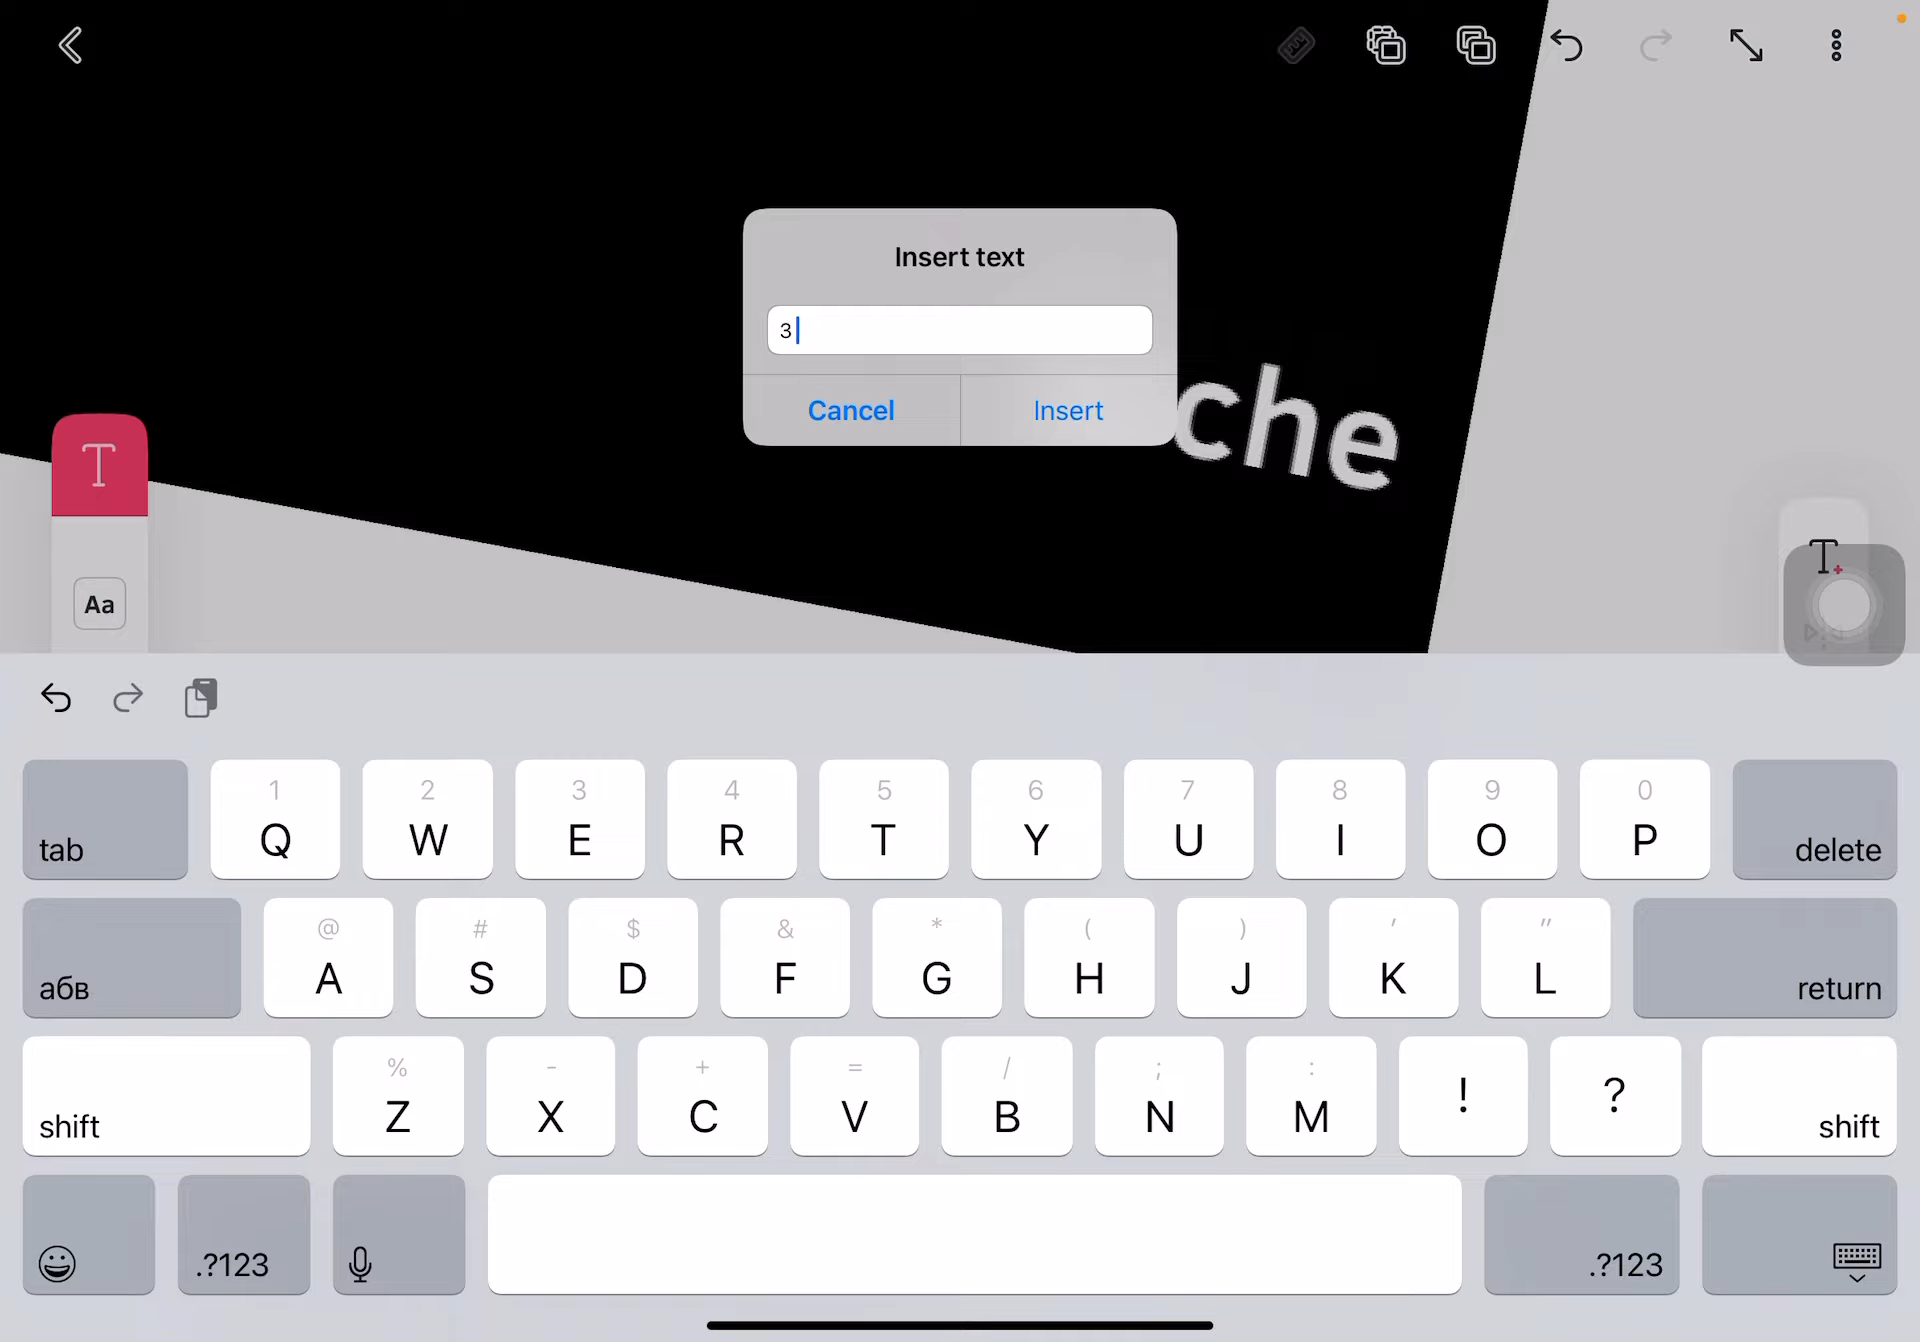 Insert text
3
Cancel
Insert
che
T
Aa
T
tab
1 2 3 4 5 6 7 8 9 0
Q W E R T Y U I O P
delete
абв
@ # $ & * ( ) ' "
A S D F G H J K L
return
shift
% - + = / ; :
Z X C V B N M ! ?
shift
.?123
.?123